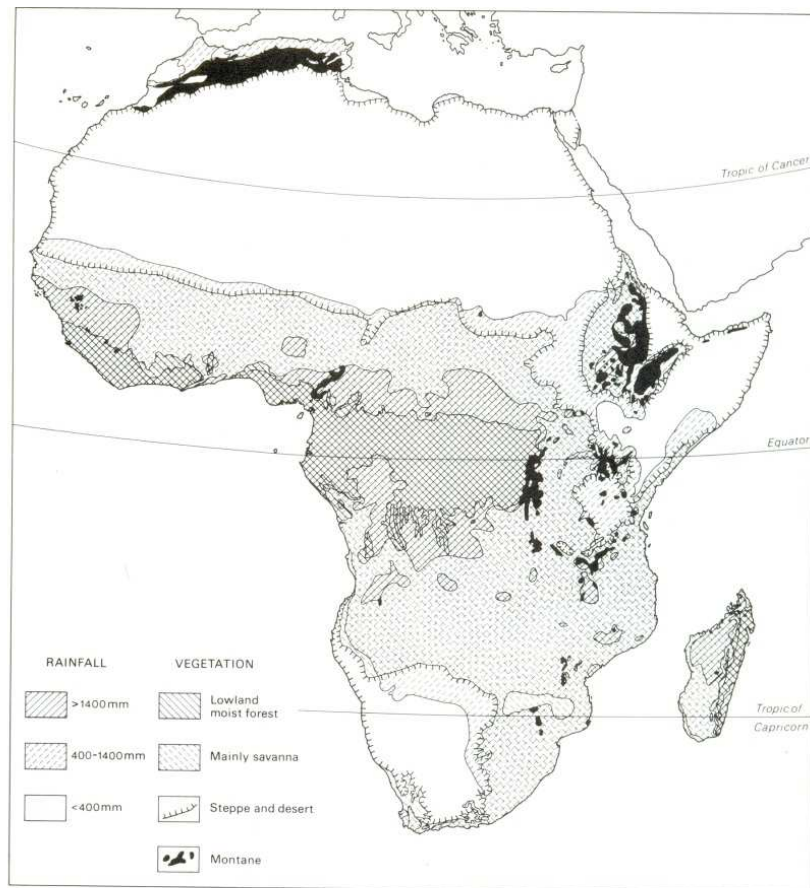 Tropic of Cancer
Equator
Tropic of
Capricorn
RAINFALL
>1400mm
400-1400mm
<400mm
VEGETATION
Lowland
moist forest
Mainly savanna
Steppe and desert
Montane